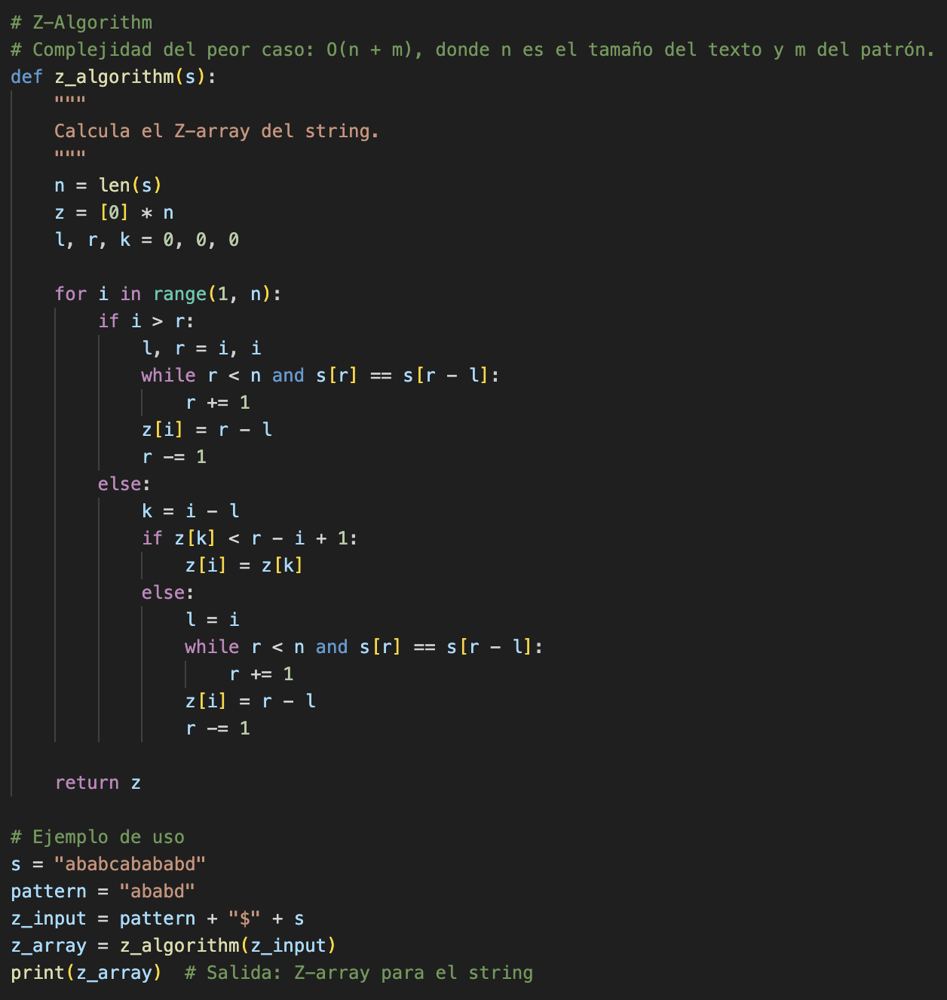 # Z-Algorithm
# Complejidad del peor caso: O(n + m), donde n es el tamaño del texto y m del patrón.
def z_algorithm(s):
    """
    Calcula el Z-array del string.
    """
    n = len(s)
    z = [0] * n
    l, r, k = 0, 0, 0

    for i in range(1, n):
        if i > r:
            l, r = i, i
            while r < n and s[r] == s[r - l]:
                r += 1
            z[i] = r - l
            r -= 1
        else:
            k = i - l
            if z[k] < r - i + 1:
                z[i] = z[k]
            else:
                l = i
                while r < n and s[r] == s[r - l]:
                    r += 1
                z[i] = r - l
                r -= 1

    return z

# Ejemplo de uso
s = "ababcabababd"
pattern = "ababd"
z_input = pattern + "$" + s
z_array = z_algorithm(z_input)
print(z_array)  # Salida: Z-array para el string